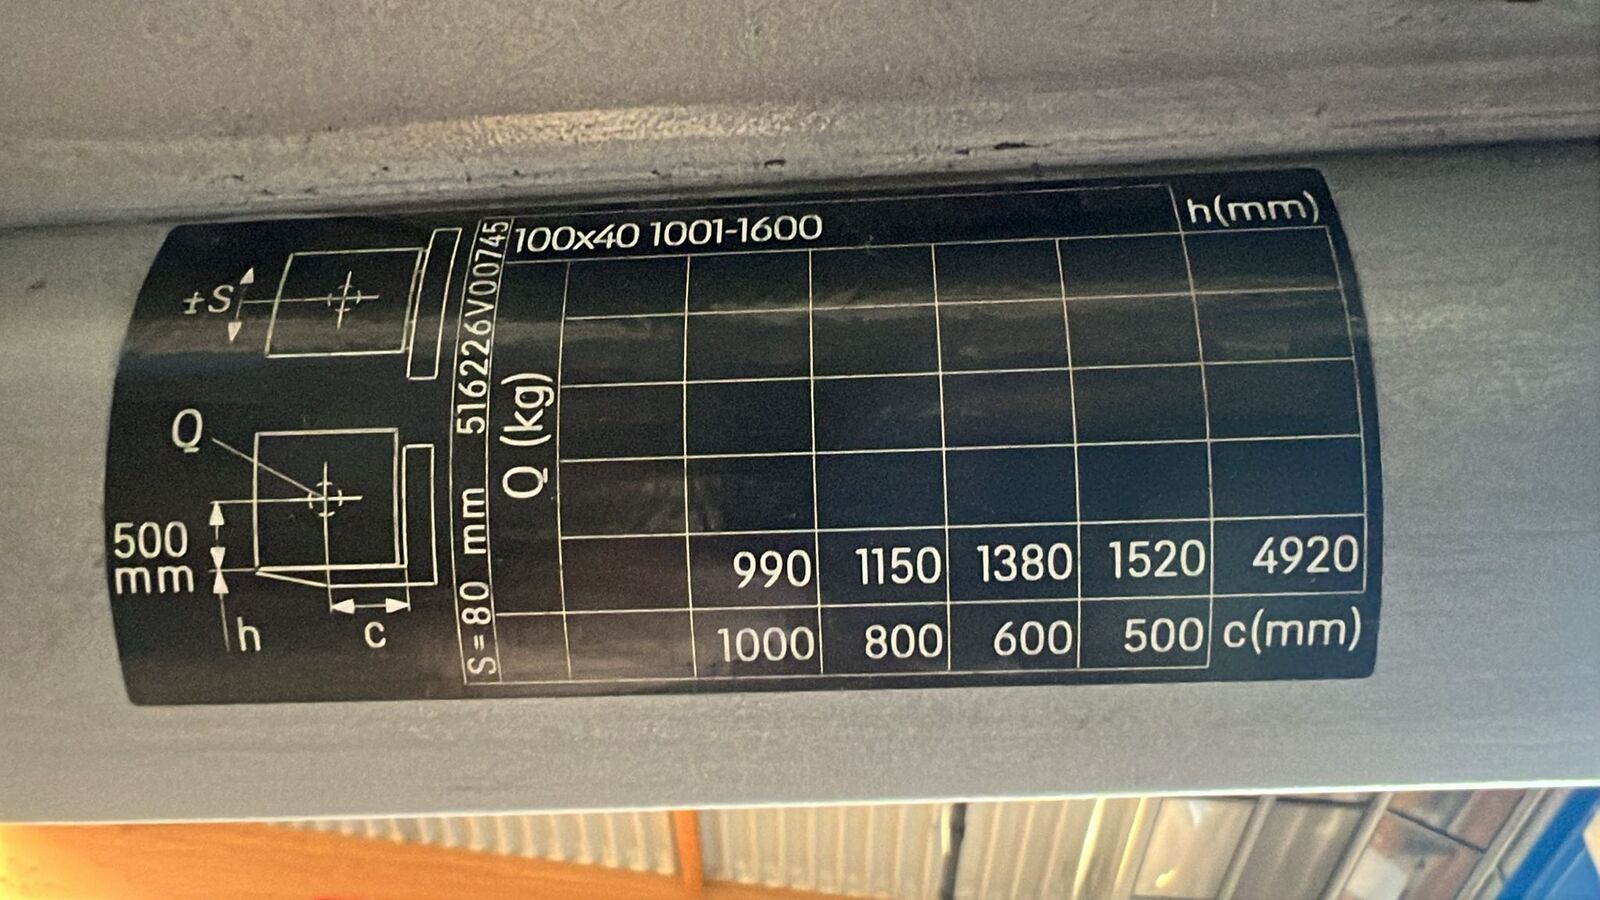 100x40 1001-1600 h(mm)
±S
S=80 mm 516226V00745
Q (kg)
Q
500
mm
h
c
990 1150 1380 1520 4920
1000 800 600 500 c(mm)